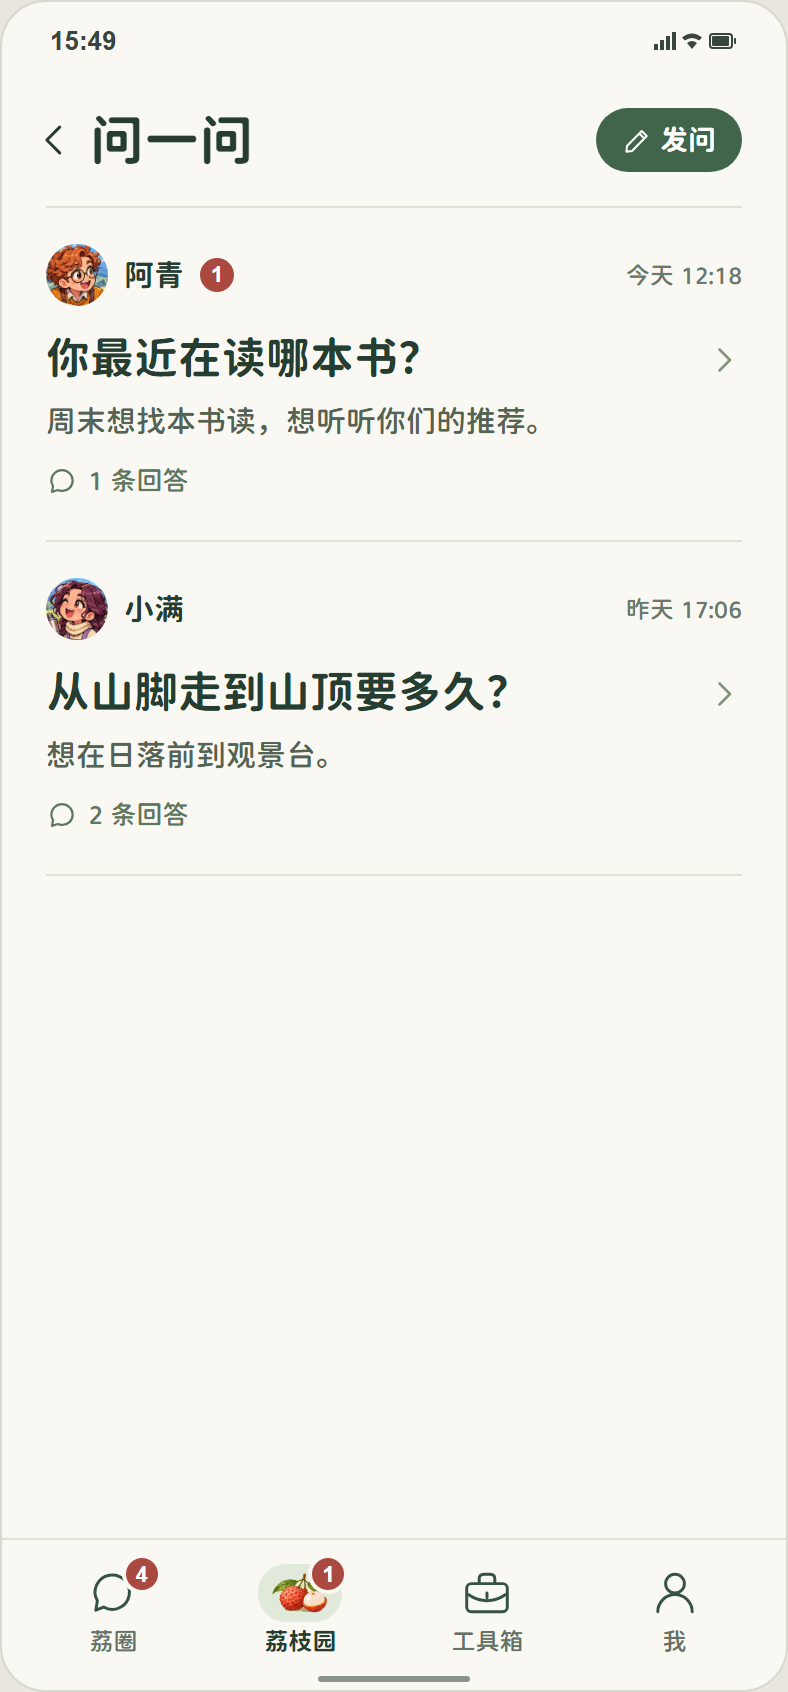 15:49
问一问
发问
阿青 1
今天 12:18
你最近在读哪本书？
周末想找本书读，想听听你们的推荐。
1 条回答
小满
昨天 17:06
从山脚走到山顶要多久？
想在日落前到观景台。
2 条回答
4
1
荔圈
荔枝园
工具箱
我